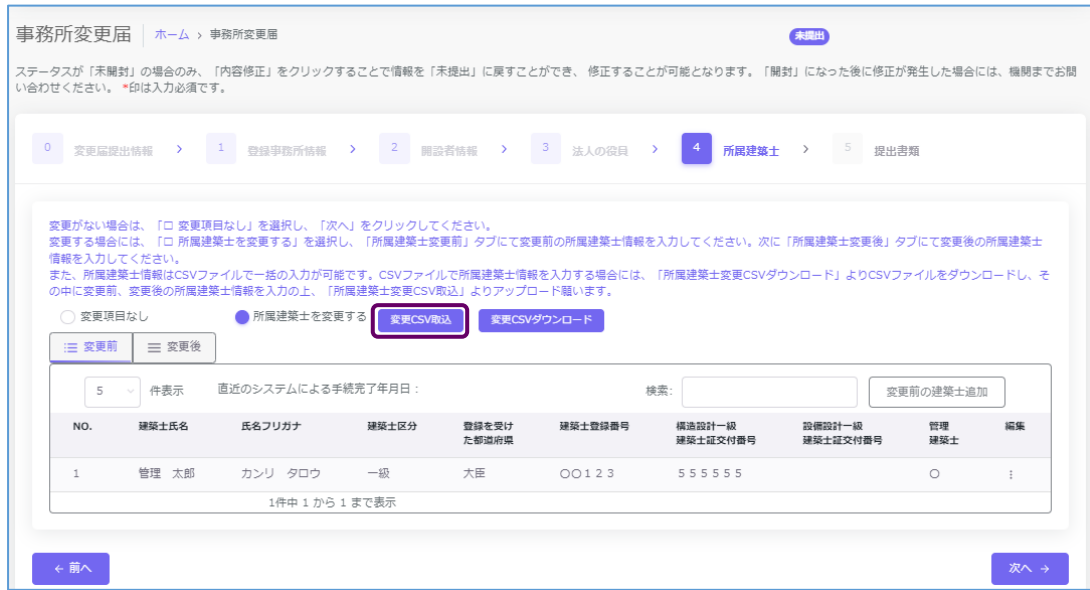 事務所変更届 ホーム › 事務所変更届 未提出
ステータスが「未開封」の場合のみ、「内容修正」をクリックすることで情報を「未提出」に戻すことができ、 修正することが可能となります。「開封」になった後に修正が発生した場合には、機関までお問
い合わせください。 *印は入力必須です。
0 変更届提出情報 › 1 登録事務所情報 › 2 開設者情報 › 3 法人の役員 › 4 所属建築士 › 5 提出書類
変更がない場合は、「□ 変更項目なし」を選択し、「次へ」をクリックしてください。
変更する場合には、「□ 所属建築士を変更する」を選択し、「所属建築士変更前」タブにて変更前の所属建築士情報を入力してください。次に「所属建築士変更後」タブにて変更後の所属建築士
情報を入力してください。
また、所属建築士情報はCSVファイルで一括の入力が可能です。CSVファイルで所属建築士情報を入力する場合には、「所属建築士変更CSVダウンロード」よりCSVファイルをダウンロードし、そ
の中に変更前、変更後の所属建築士情報を入力の上、「所属建築士変更CSV取込」よりアップロード願います。
変更項目なし 所属建築士を変更する 変更CSV取込 変更CSVダウンロード
変更前 変更後
5 件表示 直近のシステムによる手続完了年月日： 検索: 変更前の建築士追加
NO. 建築士氏名 氏名フリガナ 建築士区分 登録を受け 建築士登録番号 構造設計一級 設備設計一級 管理 編集
た都道府県 建築士証交付番号 建築士証交付番号 建築士
1 管理 太郎 カンリ タロウ 一級 大臣 〇〇１２３ ５５５５５５ 〇 ⋮
1件中 1 から 1 まで表示
← 前へ 次へ →